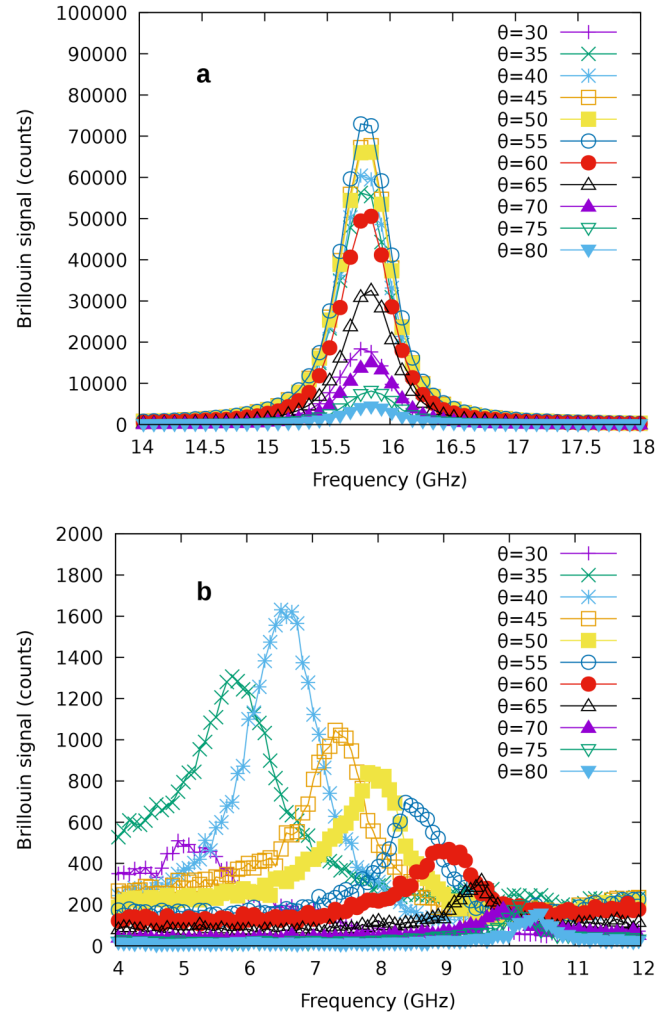 100000
90000
80000
70000
60000
50000
40000
30000
20000
10000
0
Brillouin signal (counts)
a
θ=30
θ=35
θ=40
θ=45
θ=50
θ=55
θ=60
θ=65
θ=70
θ=75
θ=80
14 14.5 15 15.5 16 16.5 17 17.5 18
Frequency (GHz)
2000
1800
1600
1400
1200
1000
800
600
400
200
0
Brillouin signal (counts)
b
θ=30
θ=35
θ=40
θ=45
θ=50
θ=55
θ=60
θ=65
θ=70
θ=75
θ=80
4 5 6 7 8 9 10 11 12
Frequency (GHz)